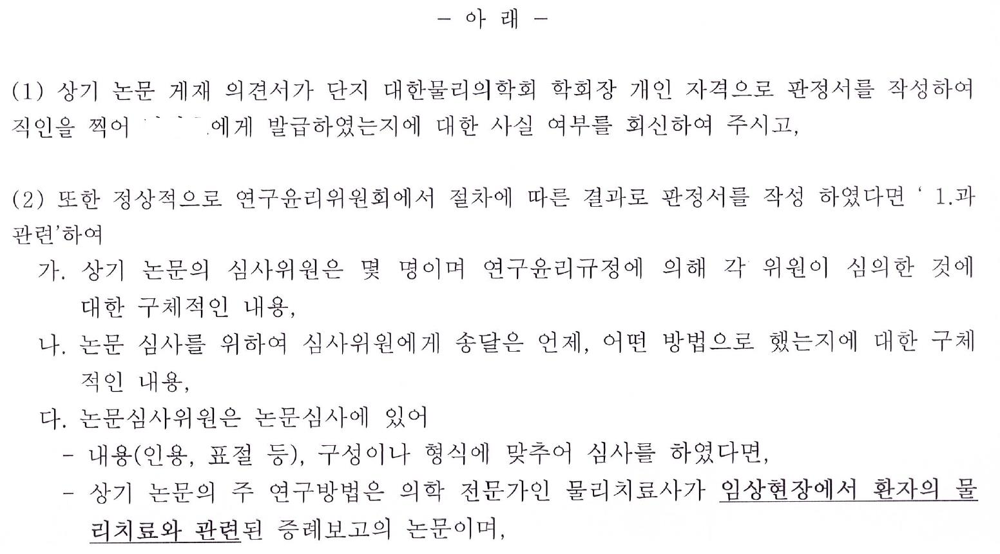 - 아 래 -
(1) 상기 논문 게재 의견서가 단지 대한물리의학회 학회장 개인 자격으로 판정서를 작성하여
직인을 찍어 에게 발급하였는지에 대한 사실 여부를 회신하여 주시고,
(2) 또한 정상적으로 연구윤리위원회에서 절차에 따른 결과로 판정서를 작성 하였다면 ‘ 1.과
관련’하여
가. 상기 논문의 심사위원은 몇 명이며 연구윤리규정에 의해 각 위원이 심의한 것에
대한 구체적인 내용,
나. 논문 심사를 위하여 심사위원에게 송달은 언제, 어떤 방법으로 했는지에 대한 구체
적인 내용,
다. 논문심사위원은 논문심사에 있어
- 내용(인용, 표절 등), 구성이나 형식에 맞추어 심사를 하였다면,
- 상기 논문의 주 연구방법은 의학 전문가인 물리치료사가 임상현장에서 환자의 물
리치료와 관련된 증례보고의 논문이며,